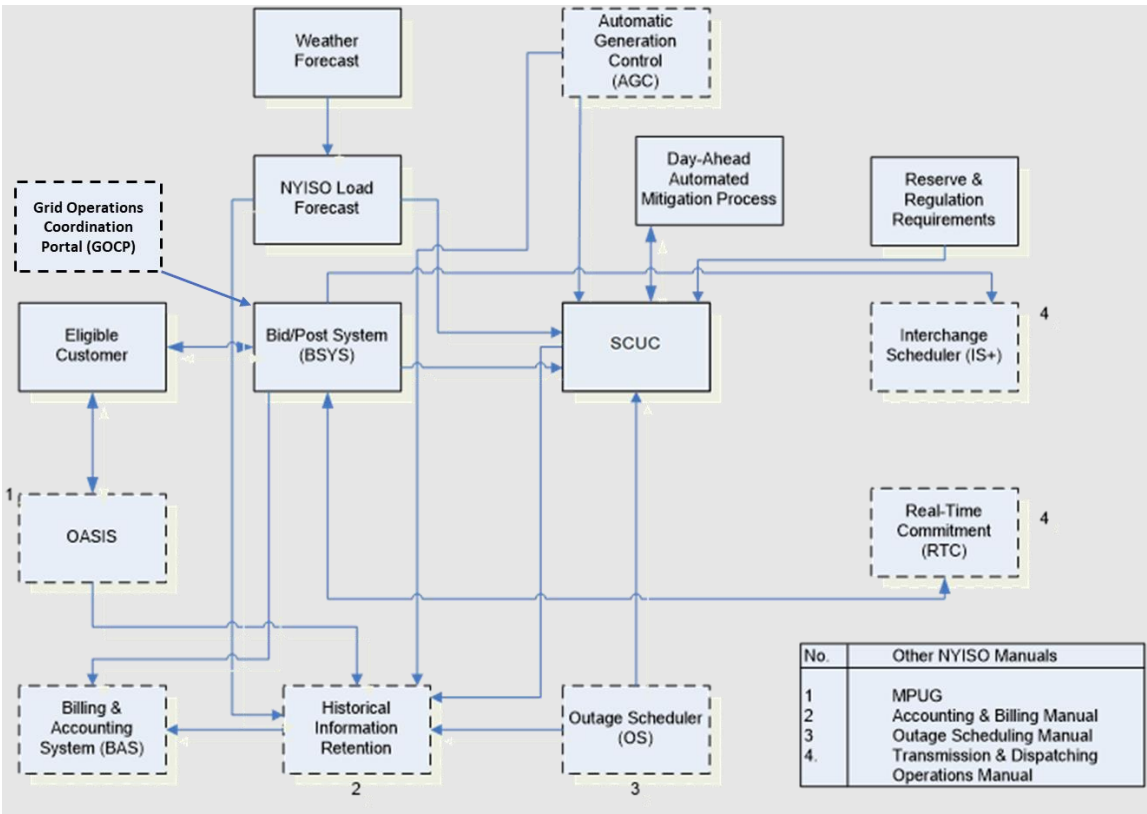 Weather
Forecast
Automatic
Generation
Control
(AGC)
Day-Ahead
Automated
Mitigation Process
NYISO Load
Forecast
Reserve &
Regulation
Requirements
Grid Operations
Coordination
Portal (GOCP)
Eligible
Customer
Bid/Post System
(BSYS)
SCUC
Interchange
Scheduler (IS+)
4
1
OASIS
Real-Time
Commitment
(RTC)
4
Billing &
Accounting
System (BAS)
Historical
Information
Retention
2
Outage Scheduler
(OS)
3
No. Other NYISO Manuals
1 MPUG
2 Accounting & Billing Manual
3 Outage Scheduling Manual
4. Transmission & Dispatching
Operations Manual